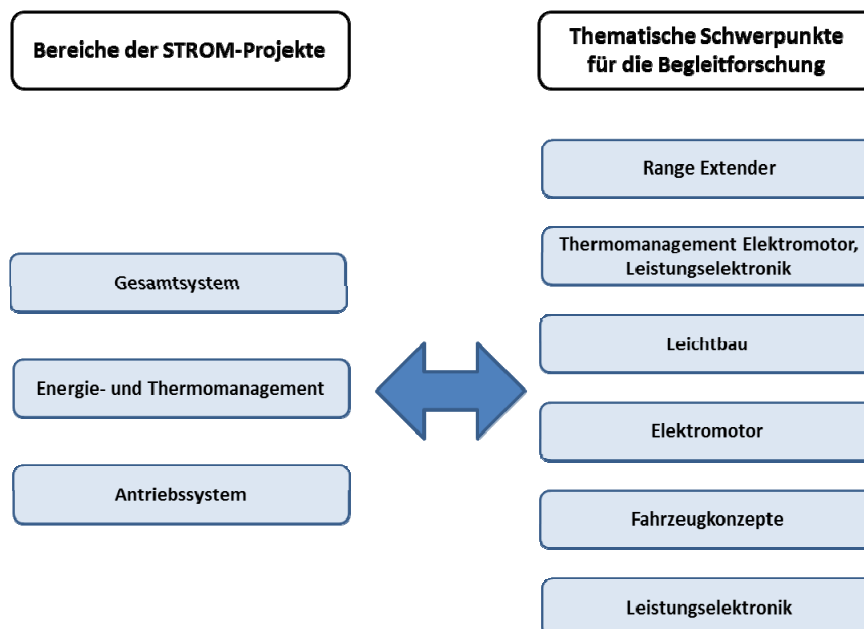 Bereiche der STROM-Projekte
Gesamtsystem
Energie- und Thermomanagement
Antriebssystem
Thematische Schwerpunkte
für die Begleitforschung
Range Extender
Thermomanagement Elektromotor,
Leistungselektronik
Leichtbau
Elektromotor
Fahrzeugkonzepte
Leistungselektronik